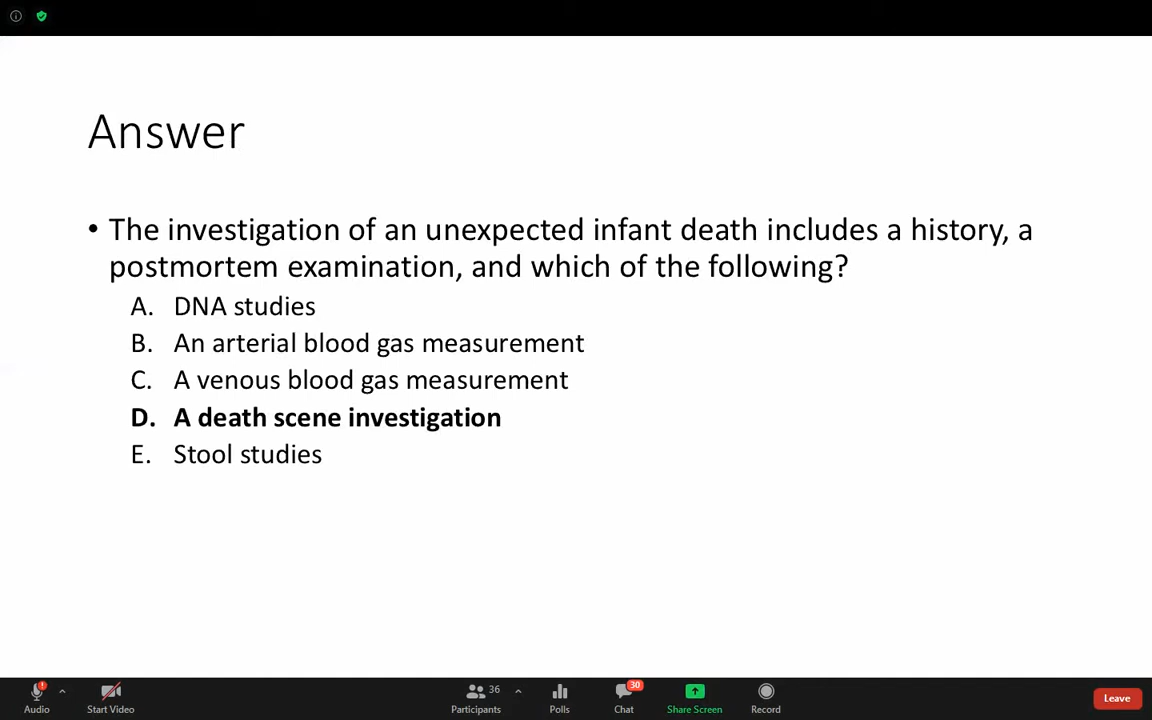 Answer
• The investigation of an unexpected infant death includes a history, a
postmortem examination, and which of the following?
A. DNA studies
B. An arterial blood gas measurement
C. A venous blood gas measurement
D. A death scene investigation
E. Stool studies
Audio
Start Video
36
Participants
Polls
30
Chat
Share Screen
Record
Leave